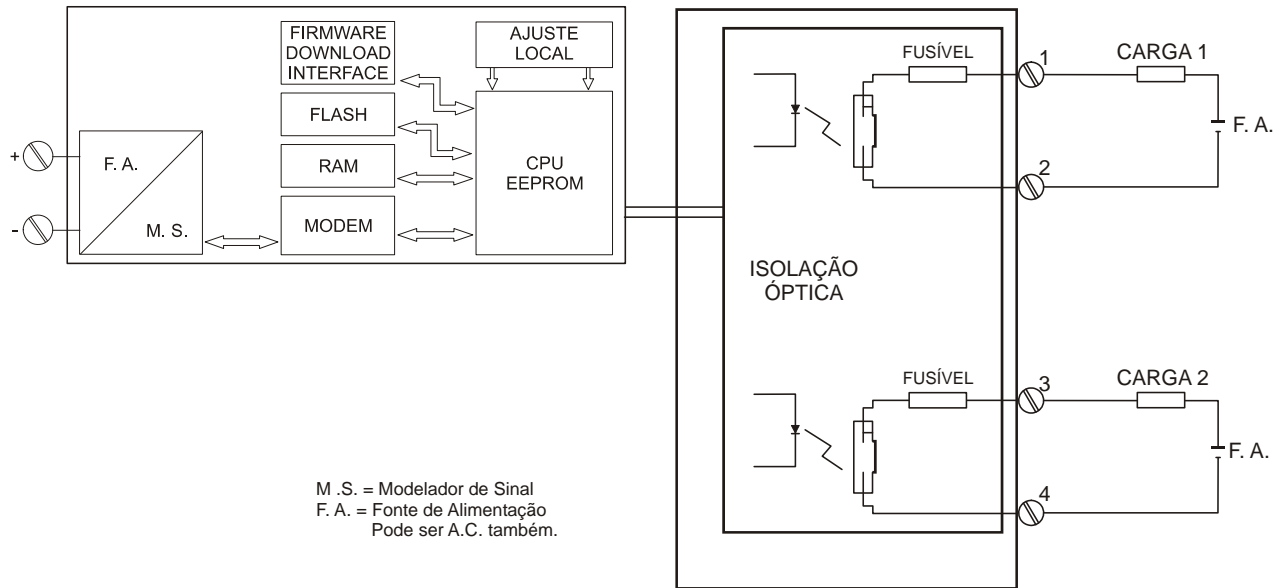 FIRMWARE
DOWNLOAD
INTERFACE
AJUSTE
LOCAL
FLASH
RAM
MODEM
CPU
EEPROM
+
-
F. A.
M. S.
ISOLAÇÃO
ÓPTICA
FUSÍVEL
1
CARGA 1
F. A.
2
FUSÍVEL
3
CARGA 2
F. A.
4
M .S. = Modelador de Sinal
F. A. = Fonte de Alimentação
Pode ser A.C. também.